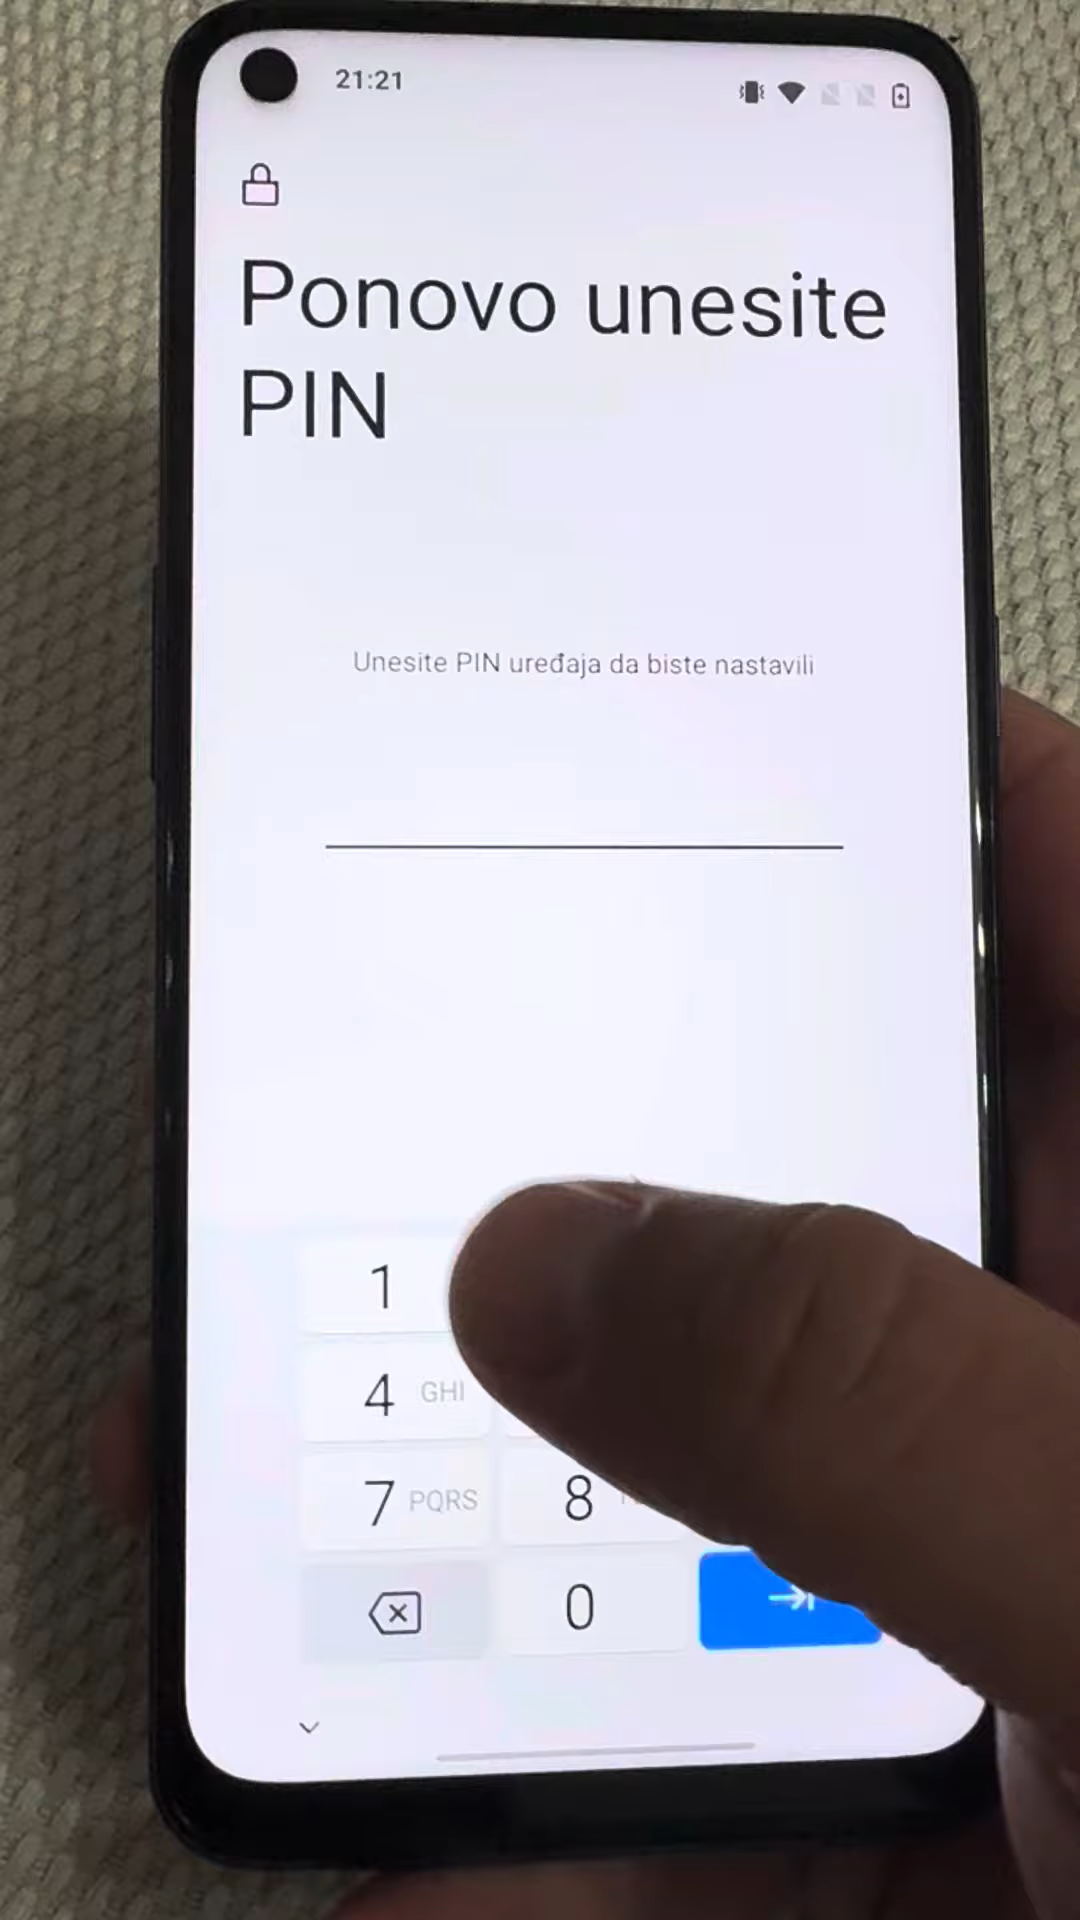 21:21
Ponovo unesite
PIN
Unesite PIN uređaja da biste nastavili
1
4 GHI
7 PQRS 8
0